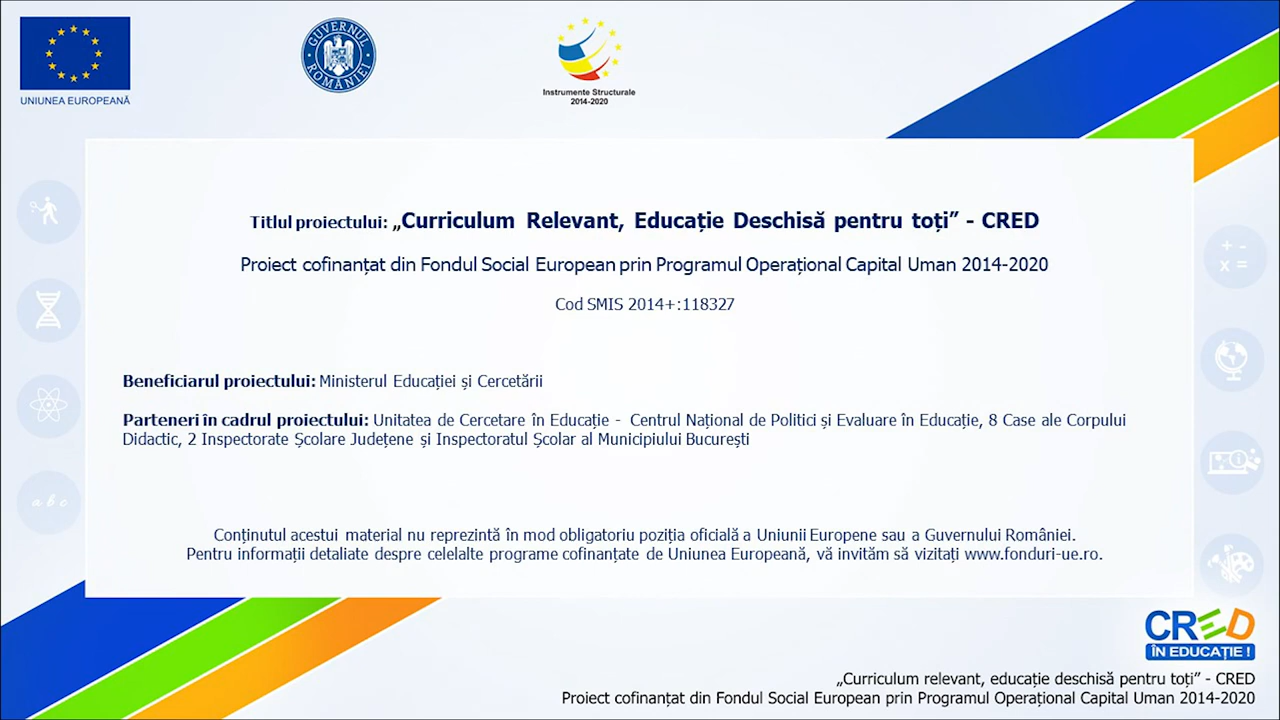 UNIUNEA EUROPEANĂ
GUVERNUL ROMÂNIEI
Instrumente Structurale
2014-2020
Titlul proiectului: „Curriculum Relevant, Educație Deschisă pentru toți” - CRED
Proiect cofinanțat din Fondul Social European prin Programul Operațional Capital Uman 2014-2020
Cod SMIS 2014+:118327
Beneficiarul proiectului: Ministerul Educației și Cercetării
Parteneri în cadrul proiectului: Unitatea de Cercetare în Educație - Centrul Național de Politici și Evaluare în Educație, 8 Case ale Corpului
Didactic, 2 Inspectorate Școlare Județene și Inspectoratul Școlar al Municipiului București
Conținutul acestui material nu reprezintă în mod obligatoriu poziția oficială a Uniunii Europene sau a Guvernului României.
Pentru informații detaliate despre celelalte programe cofinanțate de Uniunea Europeană, vă invităm să vizitați www.fonduri-ue.ro.
+ -
x =
a b c
CRED
ÎN EDUCAȚIE !
„Curriculum relevant, educație deschisă pentru toți” - CRED
Proiect cofinanțat din Fondul Social European prin Programul Operațional Capital Uman 2014-2020